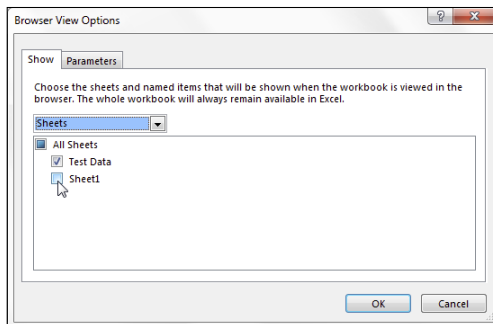 Browser View Options
?
X
Show
Parameters
Choose the sheets and named items that will be shown when the workbook is viewed in the
browser. The whole workbook will always remain available in Excel.
Sheets
All Sheets
Test Data
Sheet1
OK
Cancel